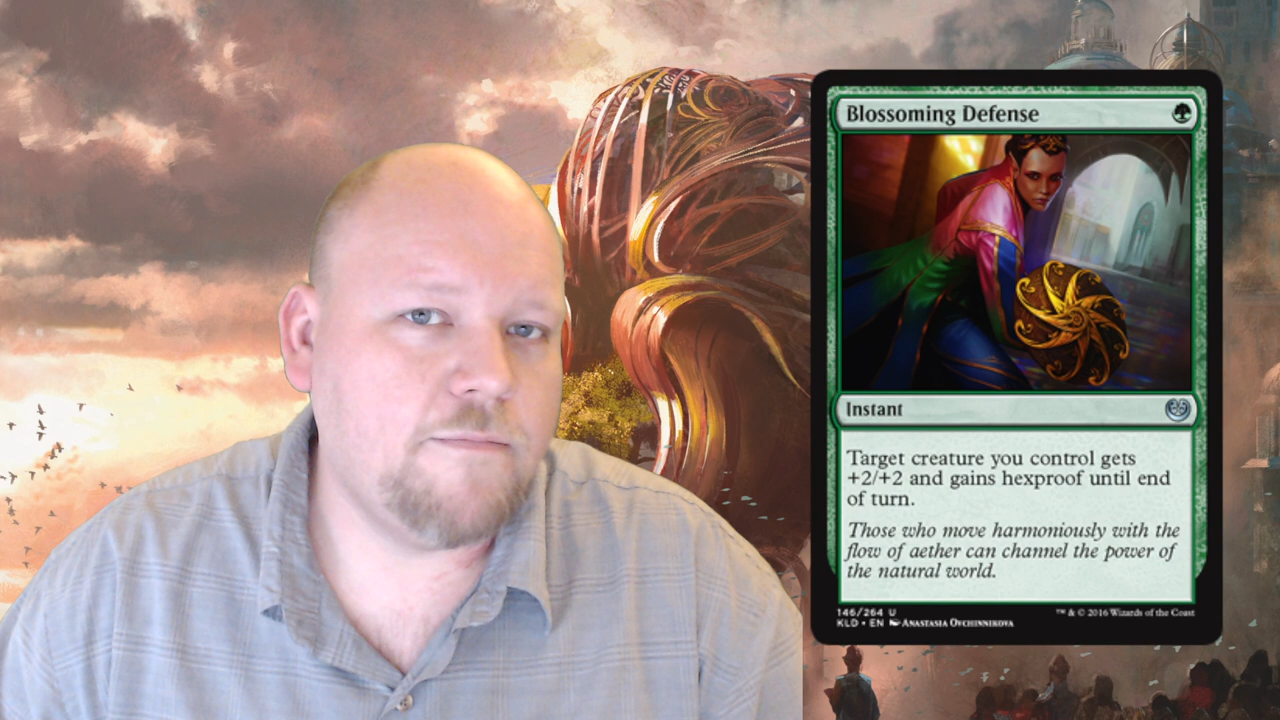 Blossoming Defense
Instant
Target creature you control gets
+2/+2 and gains hexproof until end
of turn.
Those who move harmoniously with the
flow of aether can channel the power of
the natural world.
146/264 U
KLD • EN Anastasia Ovchinnikova
™ & © 2016 Wizards of the Coast